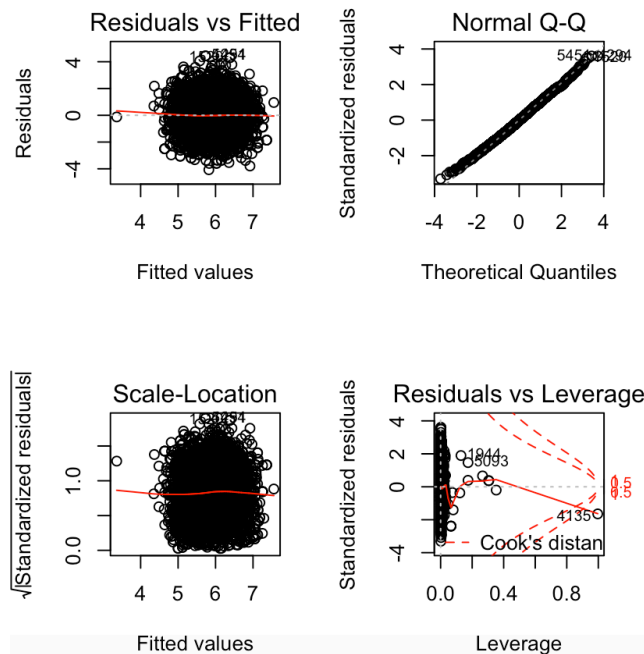 Residuals vs Fitted
Residuals
4
0
-4
4 5 6 7
Fitted values
Normal Q-Q
Standardized residuals
4
2
0
-2
-4 -2 0 2 4
Theoretical Quantiles
Scale-Location
√|Standardized residuals|
1.0
0.0
4 5 6 7
Fitted values
Residuals vs Leverage
Standardized residuals
4
2
0
-2
-4
1944
5093
4135
0.5
0.5
Cook's distan
0.0 0.4 0.8
Leverage